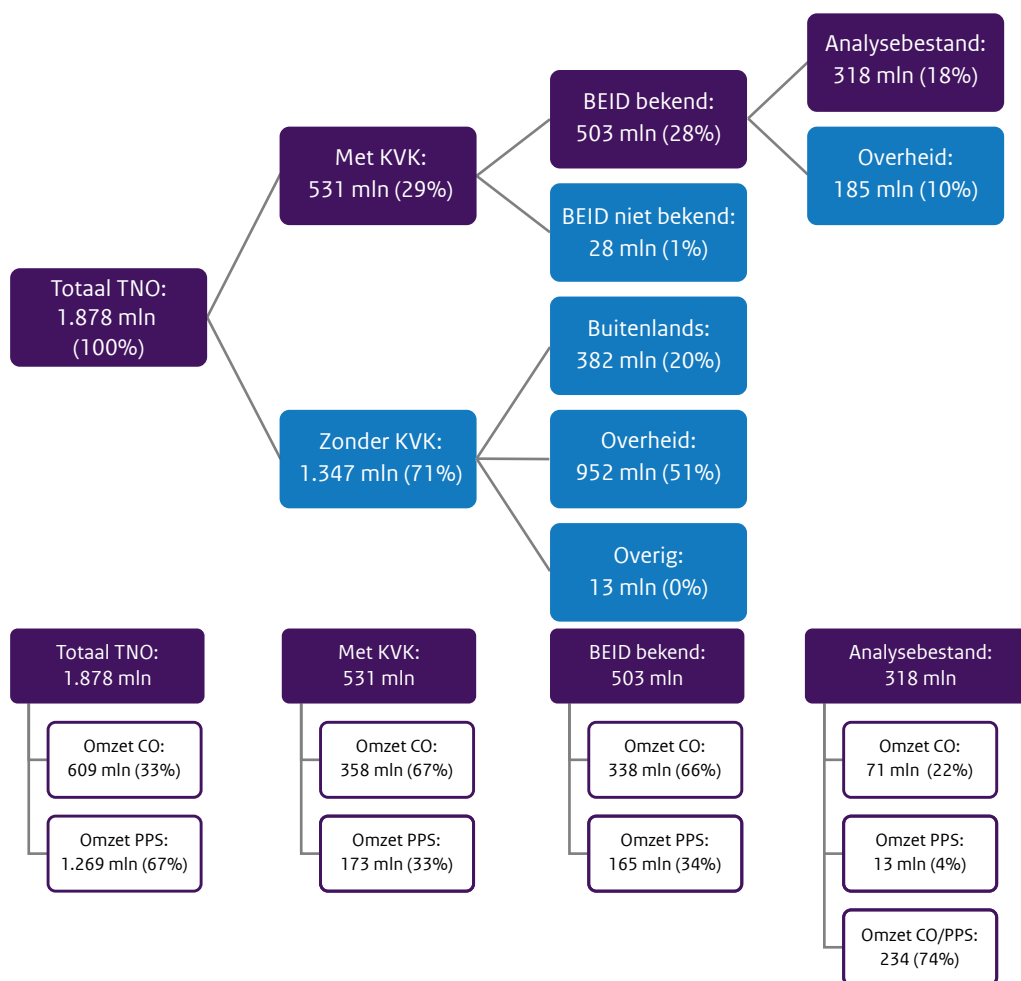 Totaal TNO:
1.878 mln
(100%)
Met KVK:
531 mln (29%)
Zonder KVK:
1.347 mln (71%)
BEID bekend:
503 mln (28%)
BEID niet bekend:
28 mln (1%)
Buitenlands:
382 mln (20%)
Overheid:
952 mln (51%)
Overig:
13 mln (0%)
Analysebestand:
318 mln (18%)
Overheid:
185 mln (10%)
Totaal TNO:
1.878 mln
Omzet CO:
609 mln (33%)
Omzet PPS:
1.269 mln (67%)
Met KVK:
531 mln
Omzet CO:
358 mln (67%)
Omzet PPS:
173 mln (33%)
BEID bekend:
503 mln
Omzet CO:
338 mln (66%)
Omzet PPS:
165 mln (34%)
Analysebestand:
318 mln
Omzet CO:
71 mln (22%)
Omzet PPS:
13 mln (4%)
Omzet CO/PPS:
234 (74%)